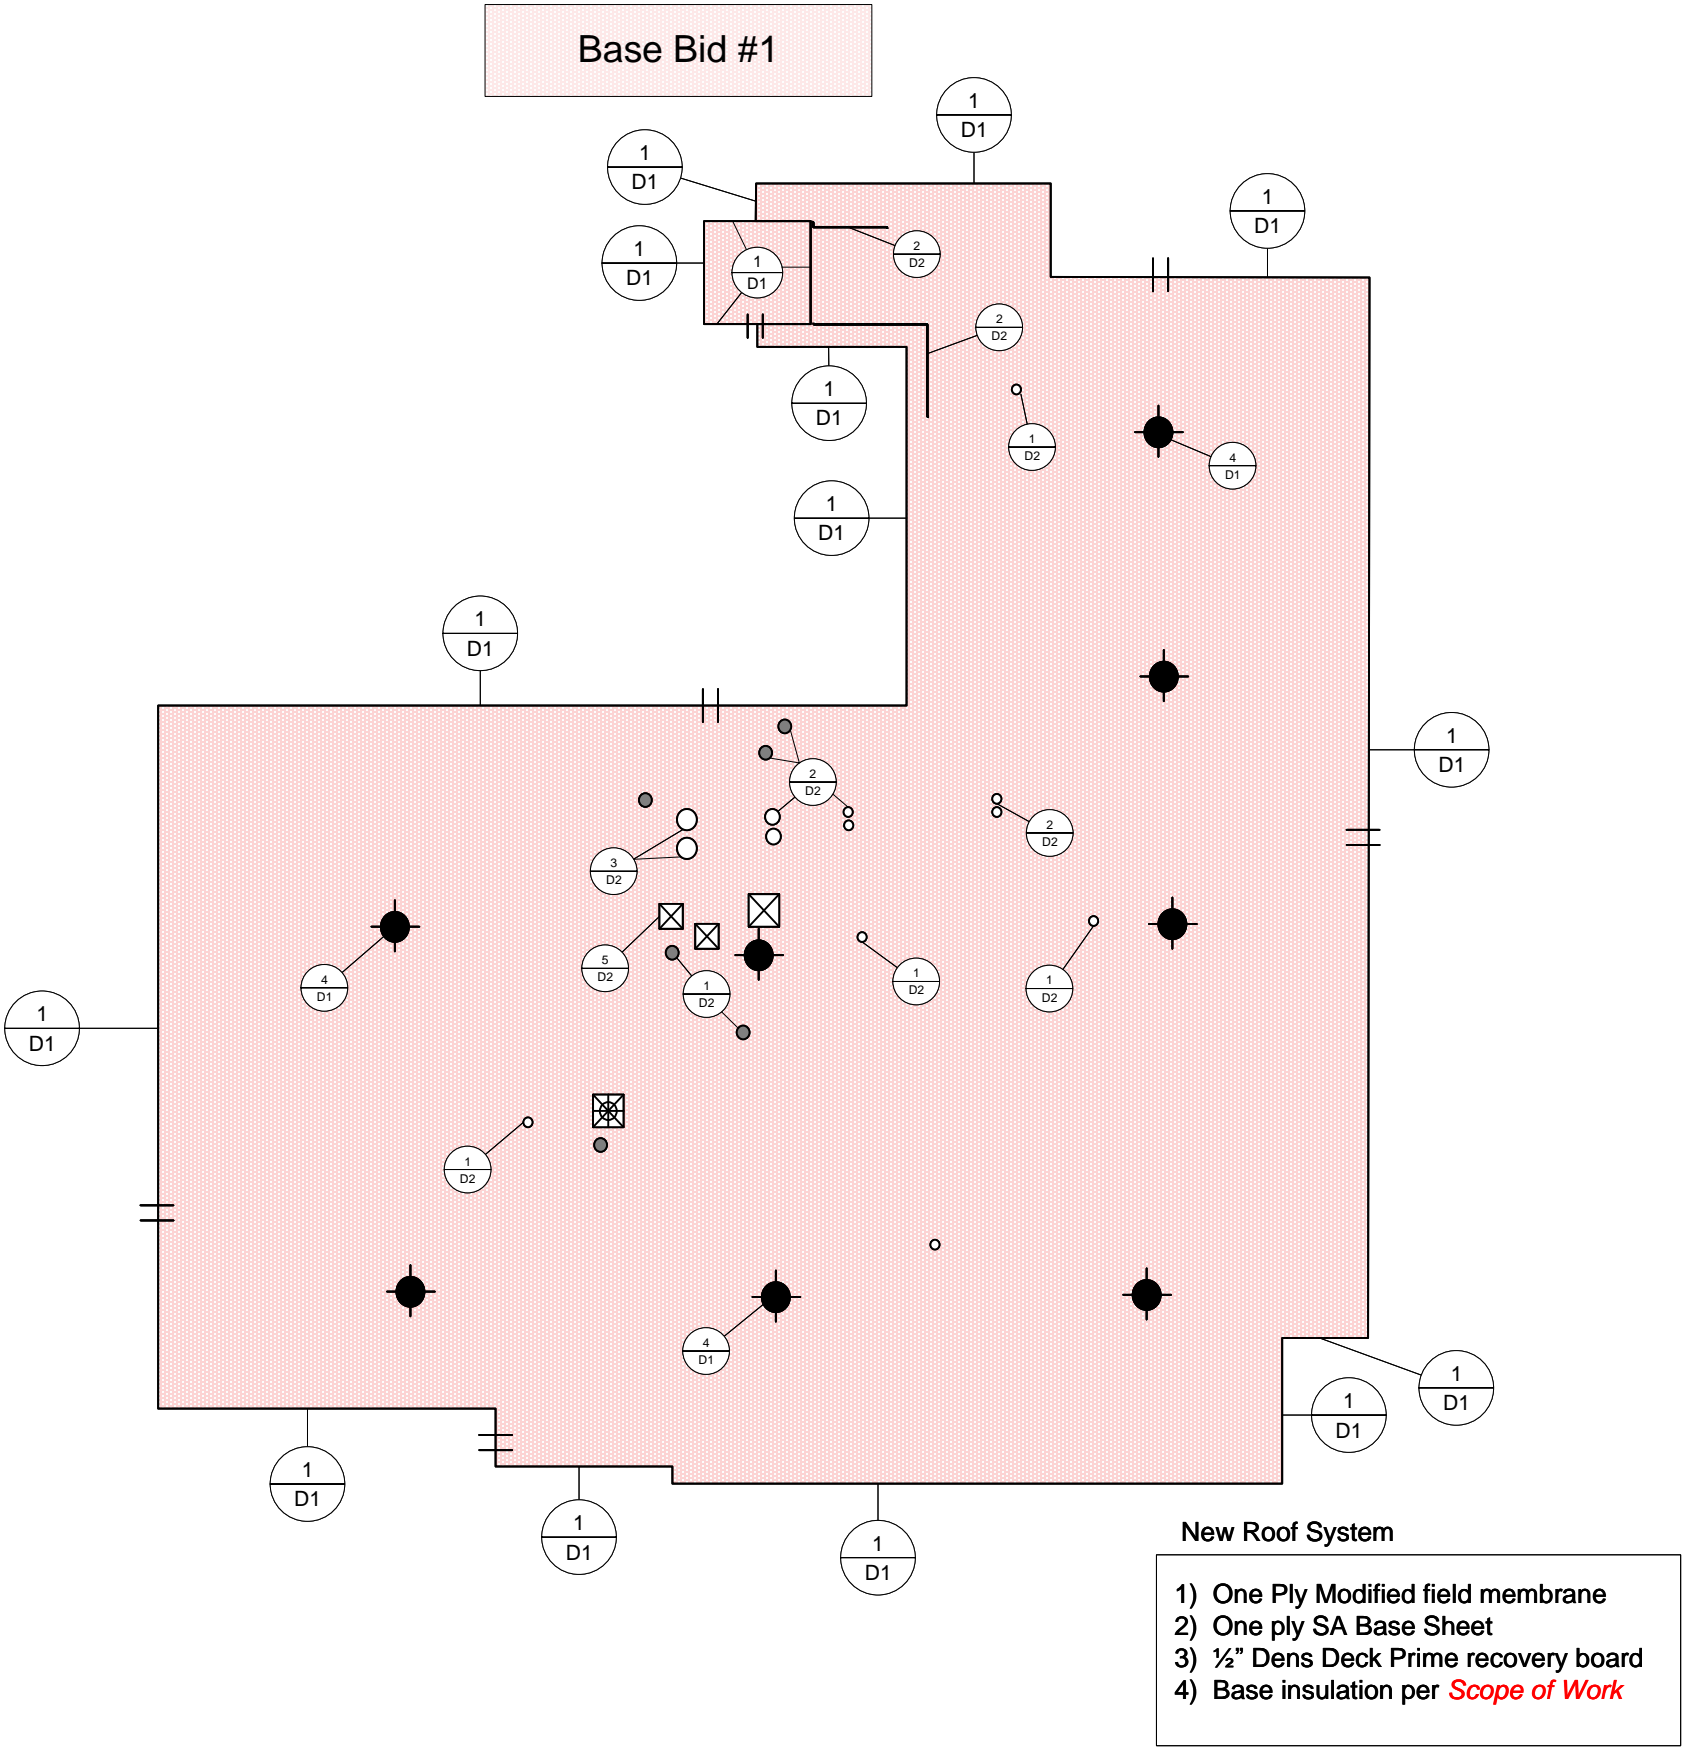 Base Bid #1
1
D1
1
D1
1
D1
1
D1
1
D1
2
D2
2
D2
1
D1
1
D2
4
D1
1
D1
1
D1
1
D1
2
D2
2
D2
3
D2
5
D2
1
D2
1
D2
1
D2
4
D1
1
D1
1
D2
4
D1
1
D1
1
D1
1
D1
1
D1
1
D1
New Roof System
1) One Ply Modified field membrane
2) One ply SA Base Sheet
3) ½” Dens Deck Prime recovery board
4) Base insulation per Scope of Work